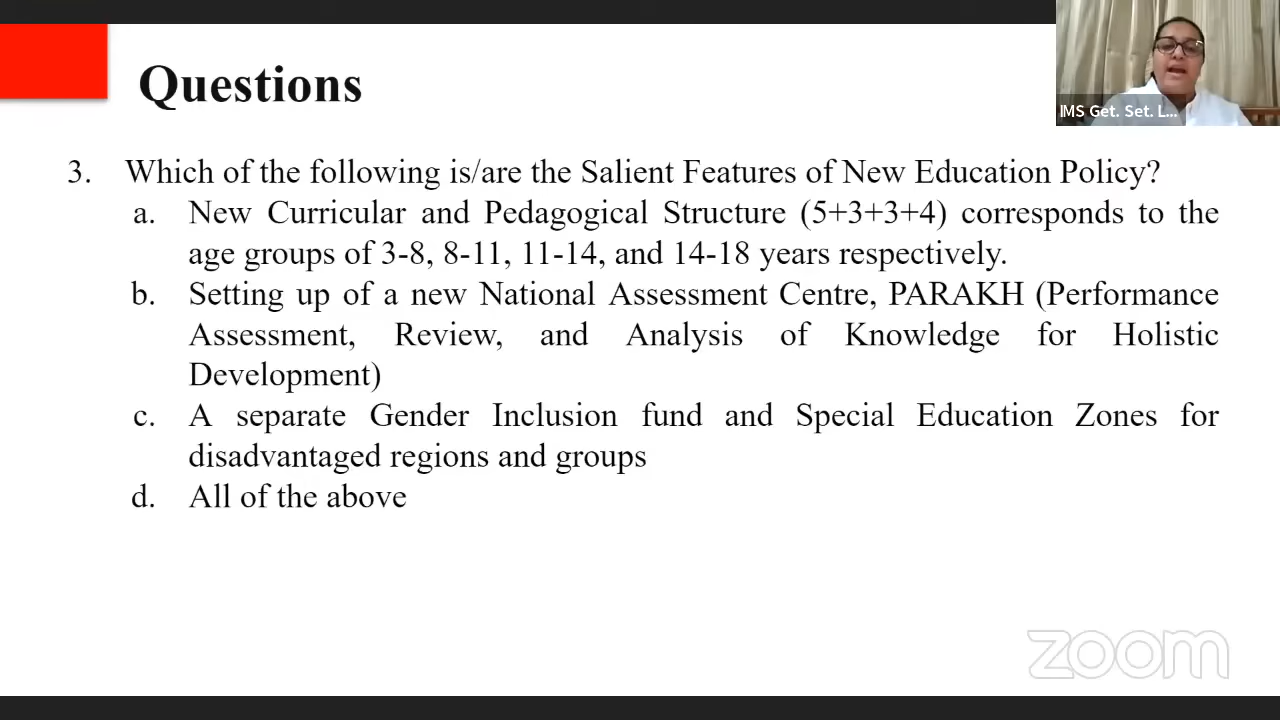 Questions
IMS Get. Set. L...
3. Which of the following is/are the Salient Features of New Education Policy?
a. New Curricular and Pedagogical Structure (5+3+3+4) corresponds to the
age groups of 3-8, 8-11, 11-14, and 14-18 years respectively.
b. Setting up of a new National Assessment Centre, PARAKH (Performance
Assessment, Review, and Analysis of Knowledge for Holistic
Development)
c. A separate Gender Inclusion fund and Special Education Zones for
disadvantaged regions and groups
d. All of the above
zoom